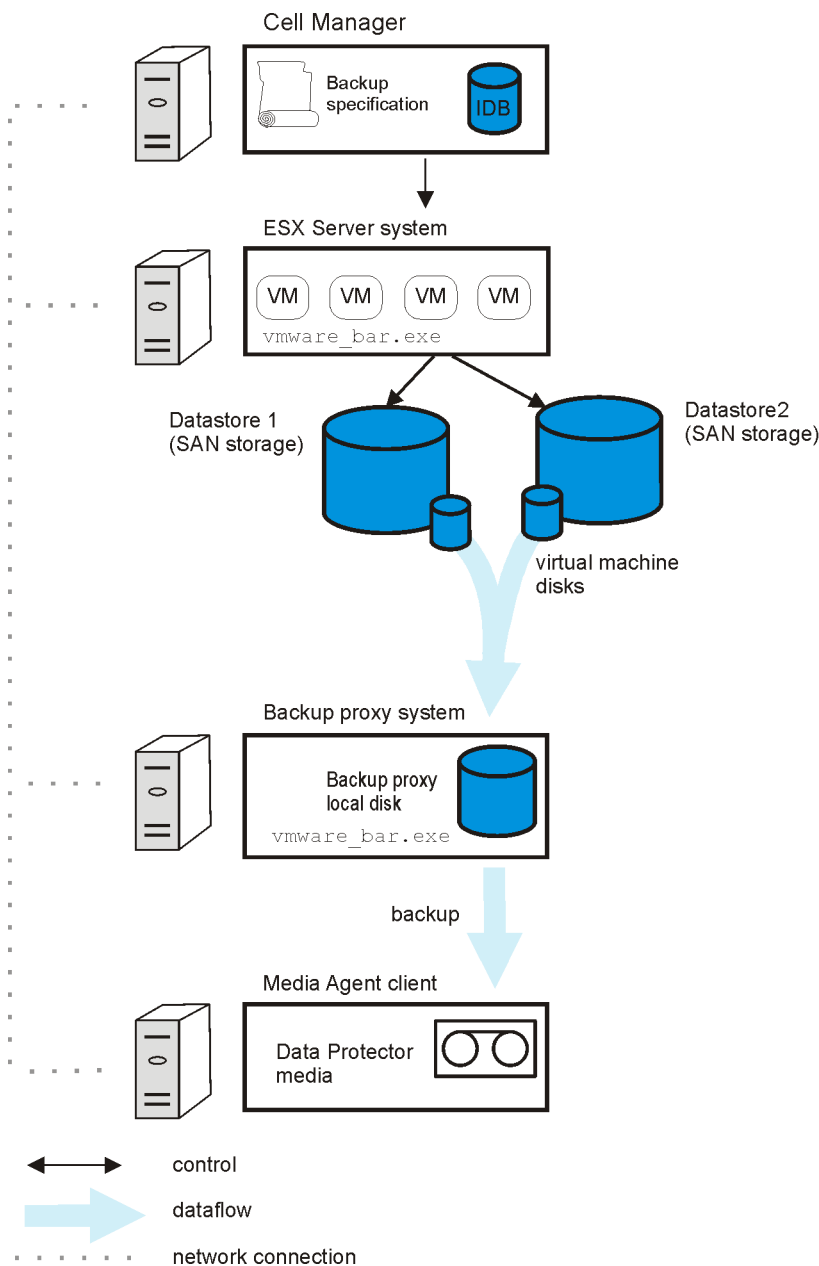 Cell Manager
Backup
specification
IDB
ESX Server system
VM VM VM VM
vmware_bar.exe
Datastore 1
(SAN storage)
Datastore2
(SAN storage)
virtual machine
disks
Backup proxy system
Backup proxy
local disk
vmware_bar.exe
backup
Media Agent client
Data Protector
media
control
dataflow
network connection